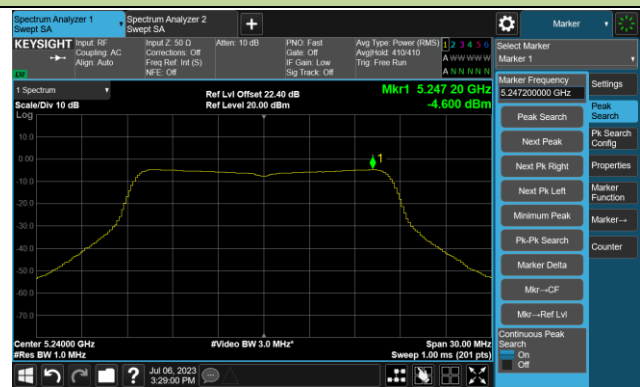 Spectrum Analyzer 1
Swept SA
Spectrum Analyzer 2
Swept SA
Marker
KEYSIGHT
Input: RF
Coupling: AC
Align: Auto
Input Z: 50 Ω
Corrections: Off
Freq Ref: Int (S)
NFE: Off
Atten: 10 dB
PNO: Fast
Gate: Off
IF Gain: Low
Sig Track: Off
Avg Type: Power (RMS)
Avg|Hold: 410/410
Trig: Free Run
1 2 3 4 5 6
A W W W W W
A N N N N N
LXI
Select Marker
Marker 1
1 Spectrum
Scale/Div 10 dB
Log
Ref Lvl Offset 22.40 dB
Ref Level 20.00 dBm
Mkr1 5.247 20 GHz
-4.600 dBm
10.0
0.00
-10.0
-20.0
-30.0
-40.0
-50.0
-60.0
-70.0
1
Center 5.24000 GHz
#Res BW 1.0 MHz
#Video BW 3.0 MHz*
Span 30.00 MHz
Sweep 1.00 ms (201 pts)
Marker Frequency
5.247200000 GHz
Peak Search
Next Peak
Next Pk Right
Next Pk Left
Minimum Peak
Pk-Pk Search
Marker Delta
Mkr→CF
Mkr→Ref Lvl
Continuous Peak
Search
On
Off
Settings
Peak
Search
Pk Search
Config
Properties
Marker
Function
Marker→
Counter
Jul 06, 2023
3:29:00 PM